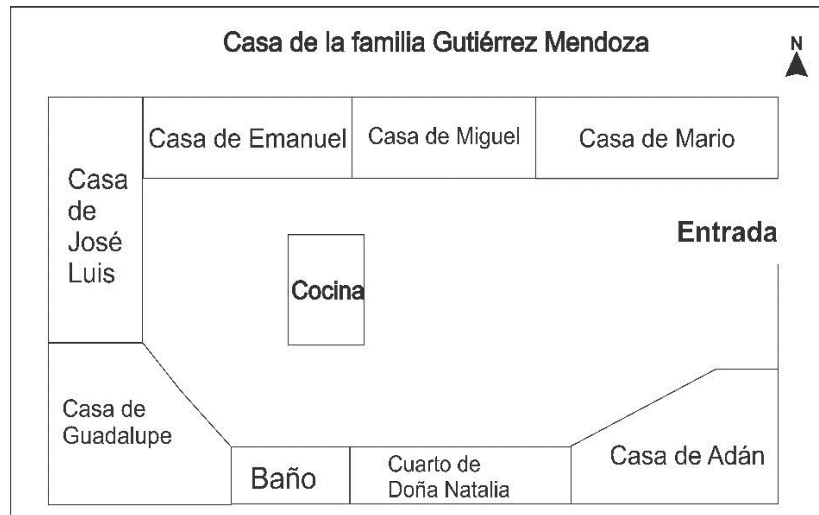 Casa de la familia Gutiérrez Mendoza
N
Casa de Emanuel
Casa de Miguel
Casa de Mario
Casa
de
José
Luis
Entrada
Cocina
Casa de
Guadalupe
Baño
Cuarto de
Doña Natalia
Casa de Adán